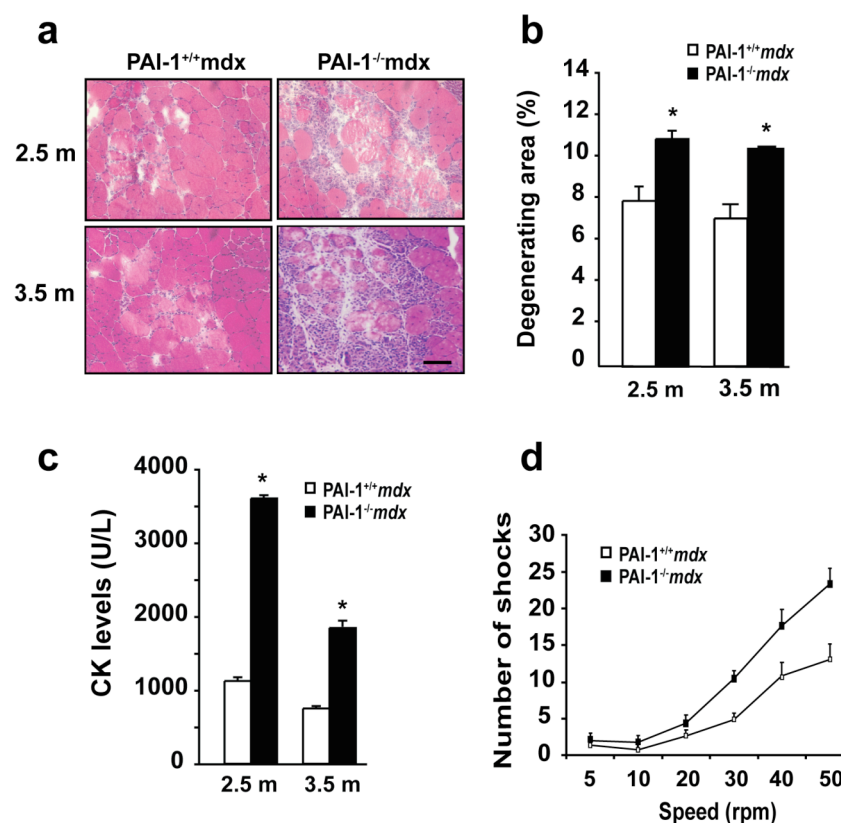 a
PAI-1+/+mdx
PAI-1-/-mdx
2.5 m
3.5 m
b
PAI-1+/+mdx
PAI-1-/-mdx
Degenerating area (%)
14
12
10
8
6
4
2
0
*
*
2.5 m
3.5 m
c
CK levels (U/L)
4000
3000
2000
1000
0
*
*
PAI-1+/+mdx
PAI-1-/-mdx
2.5 m
3.5 m
d
Number of shocks
30
25
20
15
10
5
0
PAI-1+/+mdx
PAI-1-/-mdx
5 10 20 30 40 50
Speed (rpm)